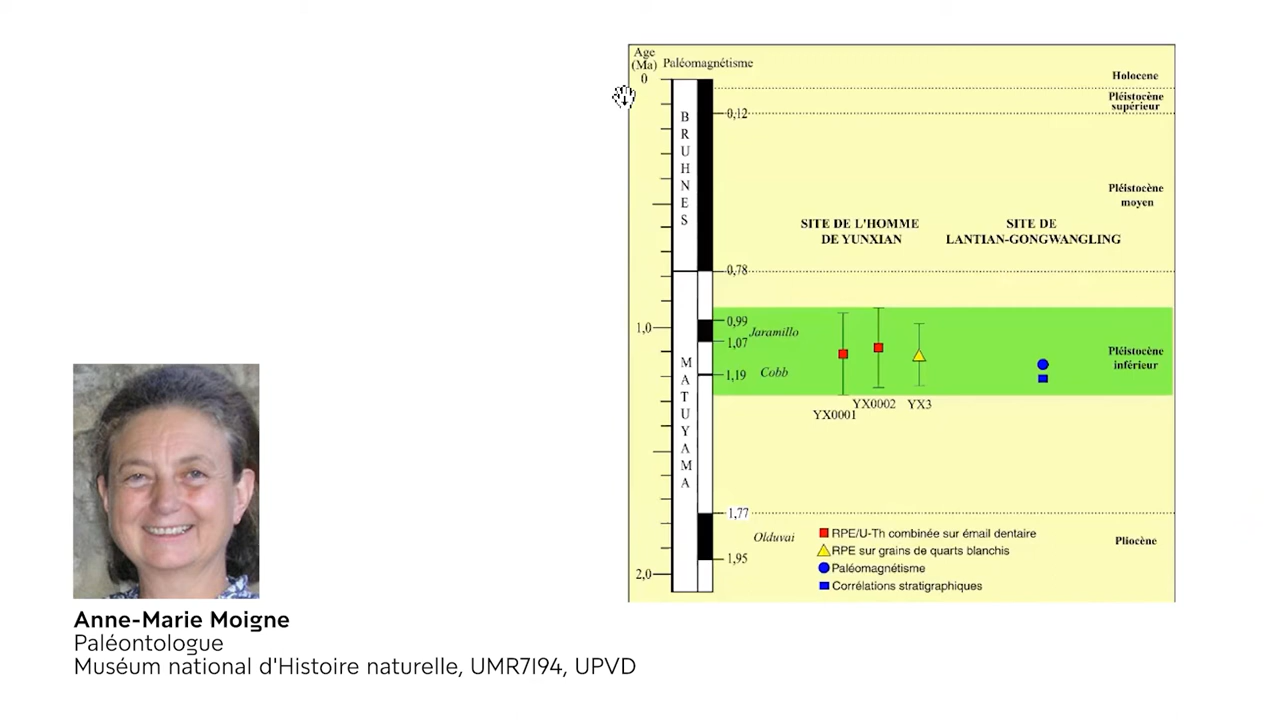 Age
(Ma) Paléomagnétisme
0
Holocene
Pléistocène
supérieur
0,12
BRUHNES
Pléistocène
moyen
SITE DE L'HOMME
DE YUNXIAN
SITE DE
LANTIAN-GONGWANGLING
0,78
0,99
1,0
Jaramillo
1,07
Pléistocène
inférieur
MATUYAMA
1,19
Cobb
YX0001
YX0002
YX3
1,77
Olduvai
Pliocène
1,95
2,0
RPE/U-Th combinée sur émail dentaire
RPE sur grains de quarts blanchis
Paléomagnétisme
Corrélations stratigraphiques
Anne-Marie Moigne
Paléontologue
Muséum national d'Histoire naturelle, UMR7194, UPVD